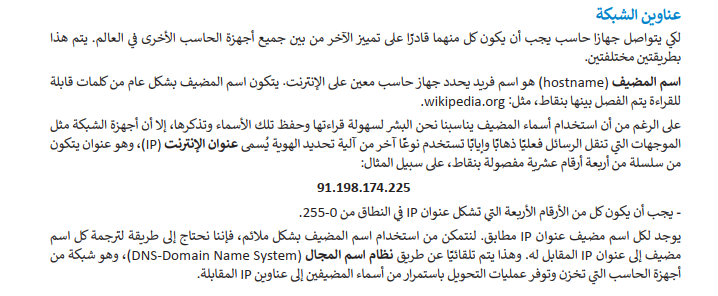 عناوين الشبكة
لكي يتواصل جهازا حاسب يجب أن يكون كل منهما قادرًا على تمييز الآخر من بين جميع أجهزة الحاسب الأخرى في العالم. يتم هذا
بطريقتين مختلفتين.
اسم المضيف (hostname) هو اسم فريد يحدد جهاز حاسب معين على الإنترنت. يتكون اسم المضيف بشكل عام من كلمات قابلة
للقراءة يتم الفصل بينها بنقاط، مثل: wikipedia.org.
على الرغم من أن استخدام أسماء المضيف يناسبنا نحن البشر لسهولة قراءتها وحفظ تلك الأسماء وتذكرها، إلا أن أجهزة الشبكة مثل
الموجهات التي تنقل الرسائل فعليًا ذهابًا وإيابًا تستخدم نوعًا آخر من آلية تحديد الهوية يُسمى عنوان الإنترنت (IP)، وهو عنوان يتكون
من سلسلة من أربعة أرقام عشرية مفصولة بنقاط، على سبيل المثال:
91.198.174.225
- يجب أن يكون كل من الأرقام الأربعة التي تشكل عنوان IP في النطاق من 0-255.
يوجد لكل اسم مضيف عنوان IP مطابق. لنتمكن من استخدام اسم المضيف بشكل ملائم، فإننا نحتاج إلى طريقة لترجمة كل اسم
مضيف إلى عنوان IP المقابل له. وهذا يتم تلقائيًا عن طريق نظام اسم المجال (DNS-Domain Name System)، وهو شبكة من
أجهزة الحاسب التي تخزن وتوفر عمليات التحويل باستمرار من أسماء المضيفين إلى عناوين IP المقابلة.